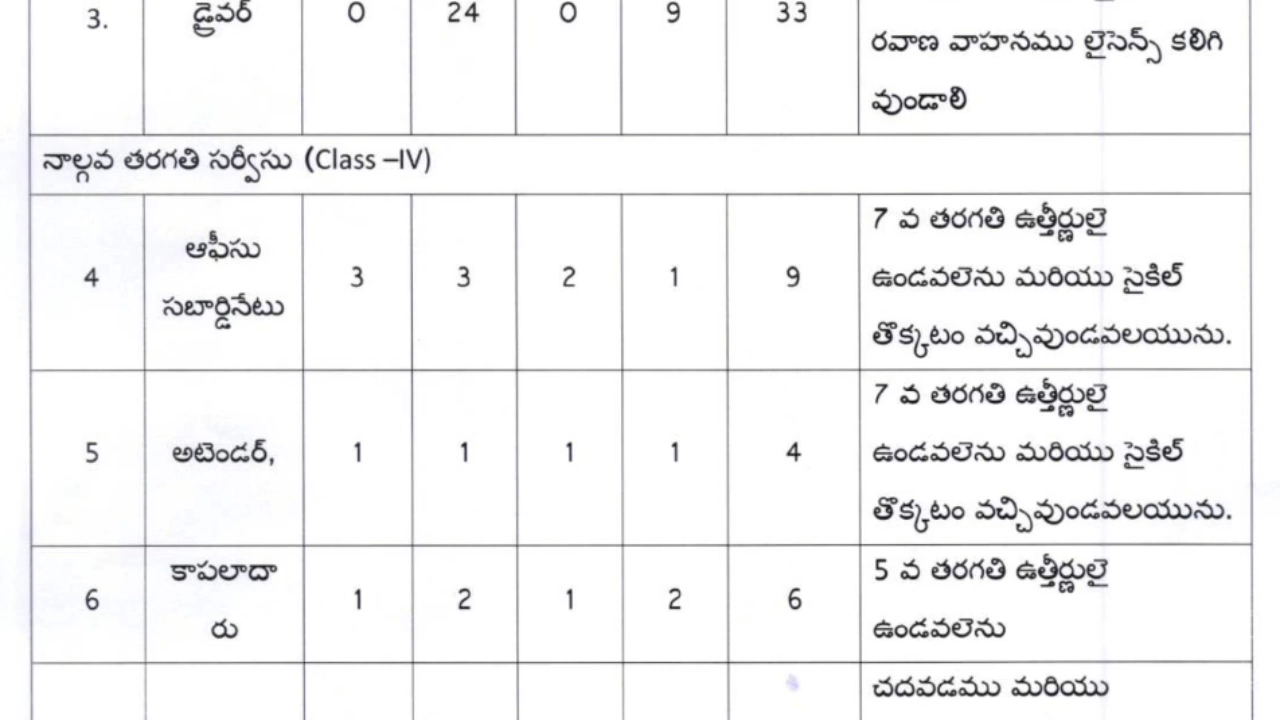 3. డ్రైవర్ 0 24 0 9 33
రవాణ వాహనము లైసెన్స్ కలిగి
వుండాలి
నాల్గవ తరగతి సర్వీసు (Class –IV)
7 వ తరగతి ఉత్తీర్ణులై
ఆఫీసు
4 3 3 2 1 9 ఉండవలెను మరియు సైకిల్
సబార్డినేటు
తొక్కటం వచ్చివుండవలయును.
7 వ తరగతి ఉత్తీర్ణులై
5 అటెండర్, 1 1 1 1 4 ఉండవలెను మరియు సైకిల్
తొక్కటం వచ్చివుండవలయును.
కాపలాదా 5 వ తరగతి ఉత్తీర్ణులై
6 1 2 1 2 6
రు ఉండవలెను
చదవడము మరియు